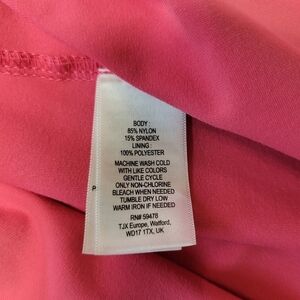 BODY:
85% NYLON
15% SPANDEX
LINING:
100% POLYESTER
MACHINE WASH COLD
WITH LIKE COLORS
GENTLE CYCLE
ONLY NON-CHLORINE
BLEACH WHEN NEEDED
TUMBLE DRY LOW
WARM IRON IF NEEDED
P
RN# 59478
TJX Europe, Watford,
WD17 1TX, UK